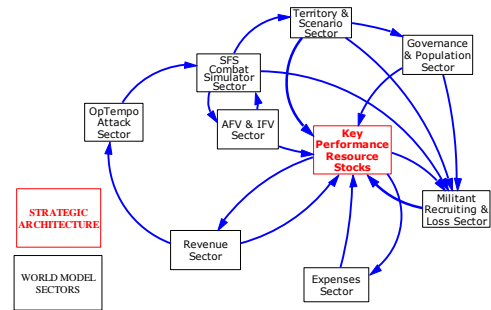 Territory &
Scenario
Sector
Governance
& Population
Sector
SFS
Combat
Simulator
Sector
OpTempo
Attack
Sector
AFV & IFV
Sector
Key
Performance
Resource
Stocks
Militant
Recruiting &
Loss Sector
STRATEGIC
ARCHITECTURE
Revenue
Sector
WORLD MODEL
SECTORS
Expenses
Sector